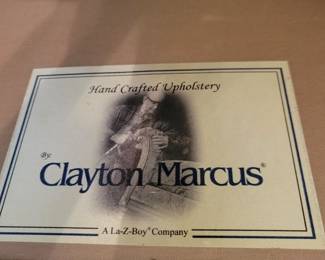 Hand Crafted Upholstery
By:
Clayton Marcus®
A La-Z-Boy® Company